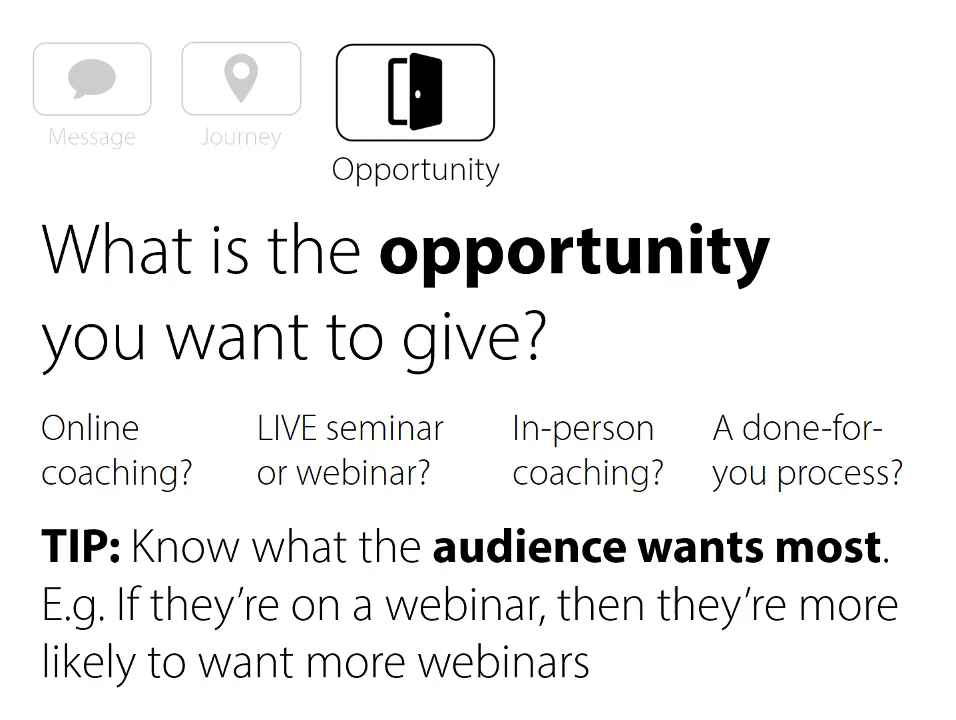 Message
Journey
Opportunity
What is the opportunity
you want to give?
Online
coaching?
LIVE seminar
or webinar?
In-person
coaching?
A done-for-
you process?
TIP: Know what the audience wants most.
E.g. If they’re on a webinar, then they’re more
likely to want more webinars